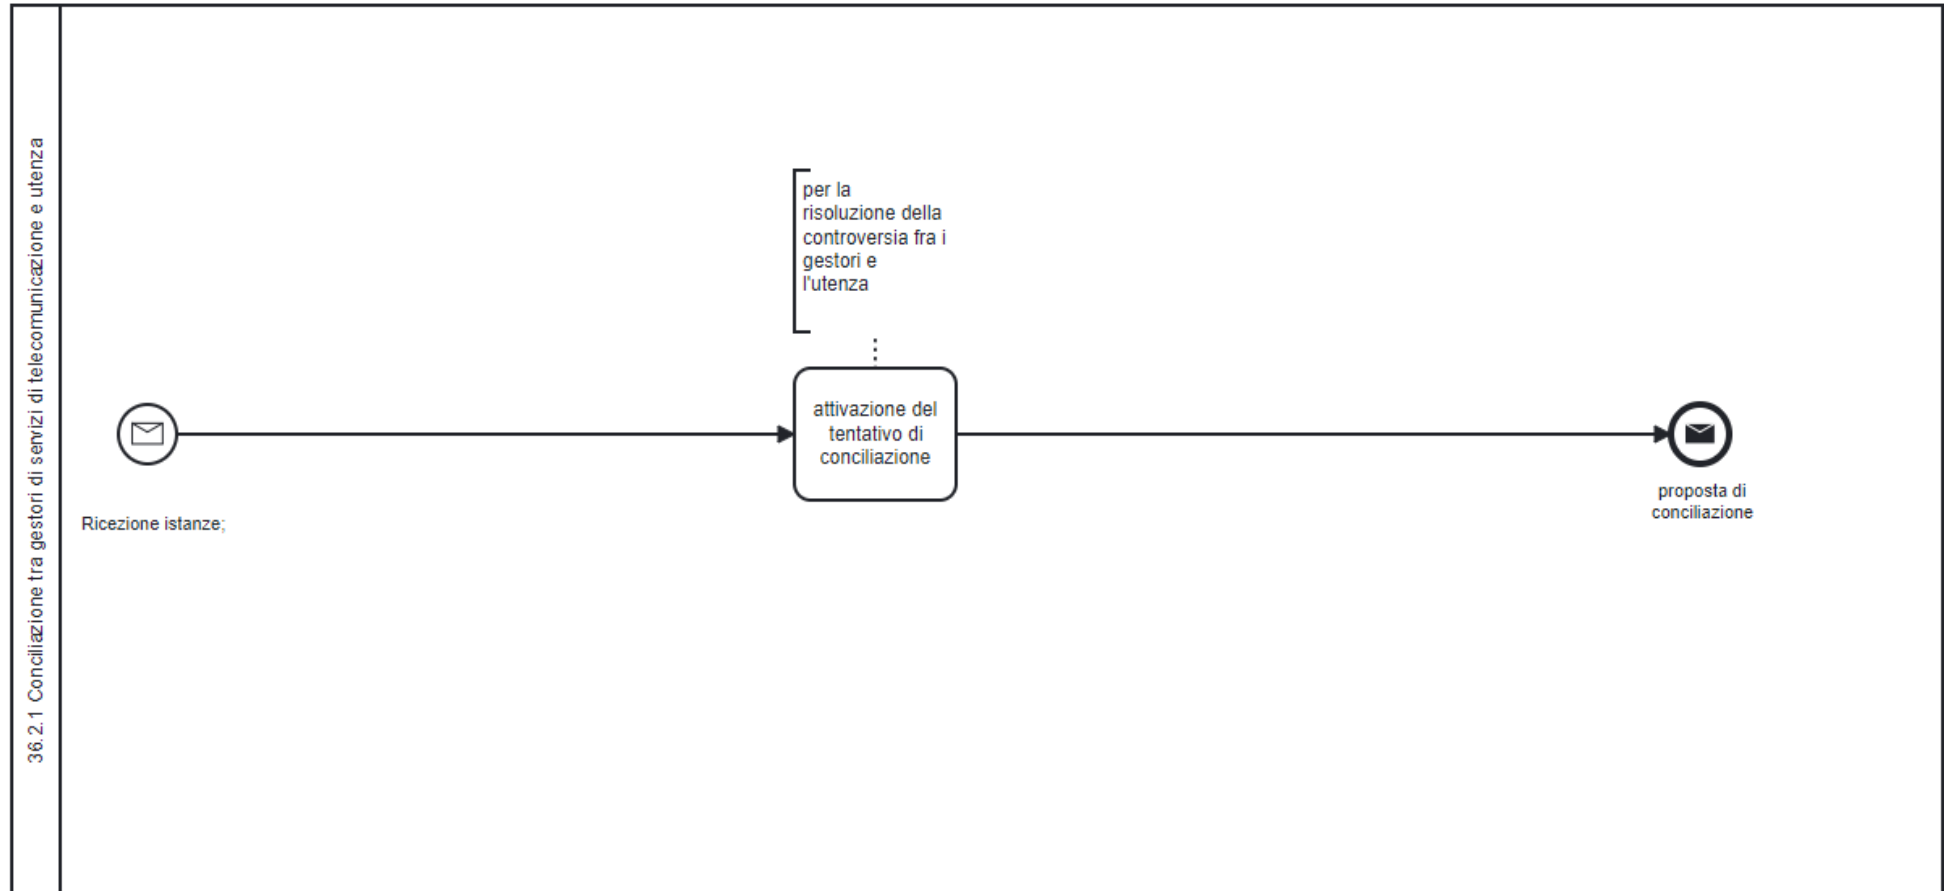 36.2.1 Conciliazione tra gestori di servizi di telecomunicazione e utenza
per la
risoluzione della
controversia fra i
gestori e
l'utenza
attivazione del
tentativo di
conciliazione
Ricezione istanze;
proposta di
conciliazione